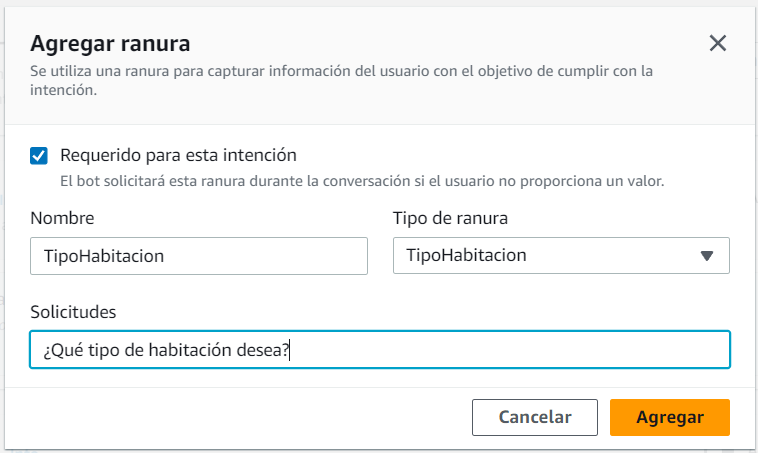 Agregar ranura
Se utiliza una ranura para capturar información del usuario con el objetivo de cumplir con la
intención.
Requerido para esta intención
El bot solicitará esta ranura durante la conversación si el usuario no proporciona un valor.
Nombre
Tipo de ranura
TipoHabitacion
TipoHabitacion
Solicitudes
¿Qué tipo de habitación desea?
Cancelar
Agregar